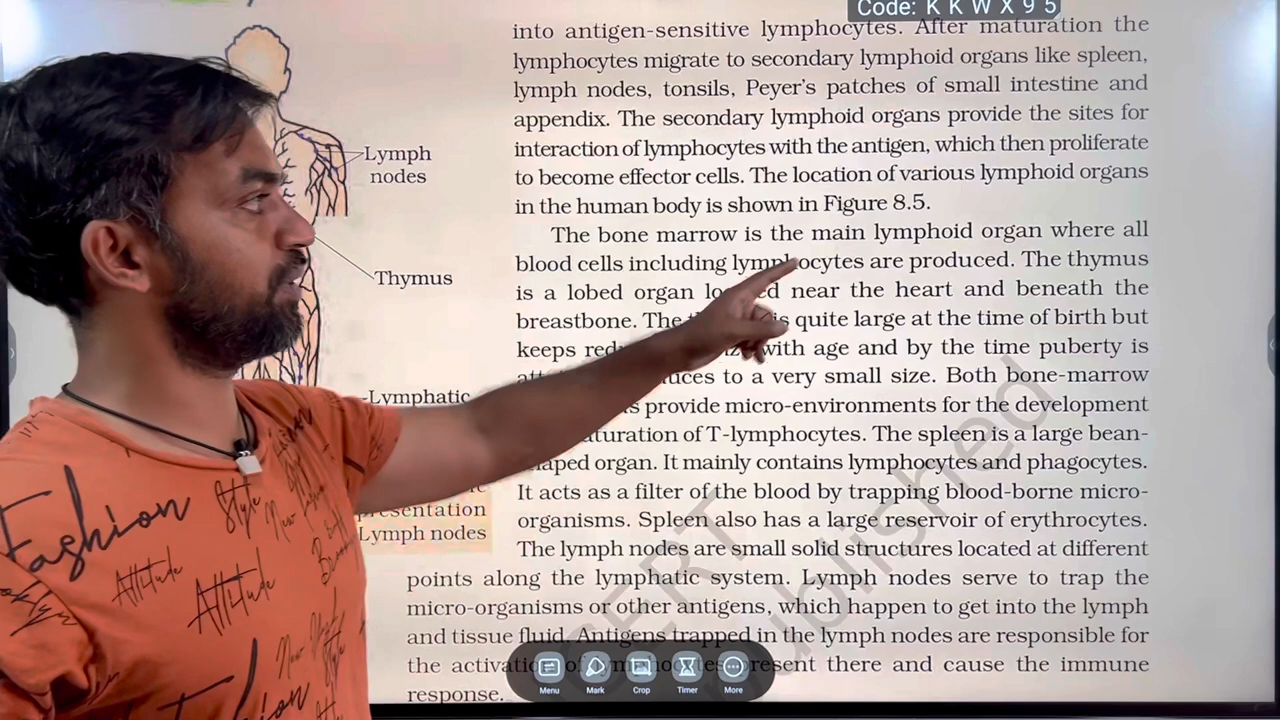 Code: K K W X 9 5
into antigen-sensitive lymphocytes. After maturation the
lymphocytes migrate to secondary lymphoid organs like spleen,
lymph nodes, tonsils, Peyer's patches of small intestine and
appendix. The secondary lymphoid organs provide the sites for
interaction of lymphocytes with the antigen, which then proliferate
to become effector cells. The location of various lymphoid organs
in the human body is shown in Figure 8.5.
The bone marrow is the main lymphoid organ where all
blood cells including lymphocytes are produced. The thymus
is a lobed organ near the heart and beneath the
breastbone. The is quite large at the time of birth but
keeps with age and by the time puberty is
to a very small size. Both bone-marrow
provide micro-environments for the development
of T-lymphocytes. The spleen is a large bean-
organ. It mainly contains lymphocytes and phagocytes.
It acts as a filter of the blood by trapping blood-borne micro-
organisms. Spleen also has a large reservoir of erythrocytes.
The lymph nodes are small solid structures located at different
points along the lymphatic system. Lymph nodes serve to trap the
micro-organisms or other antigens, which happen to get into the lymph
and tissue fluid. Antigens trapped in the lymph nodes are responsible for
the activation of lymphocytes present there and cause the immune
response.
Lymph
nodes
Thymus
Lymphatic
Lymph nodes
Fashion
Style
Attitude
Attitude
Menu
Mark
Crop
Timer
More